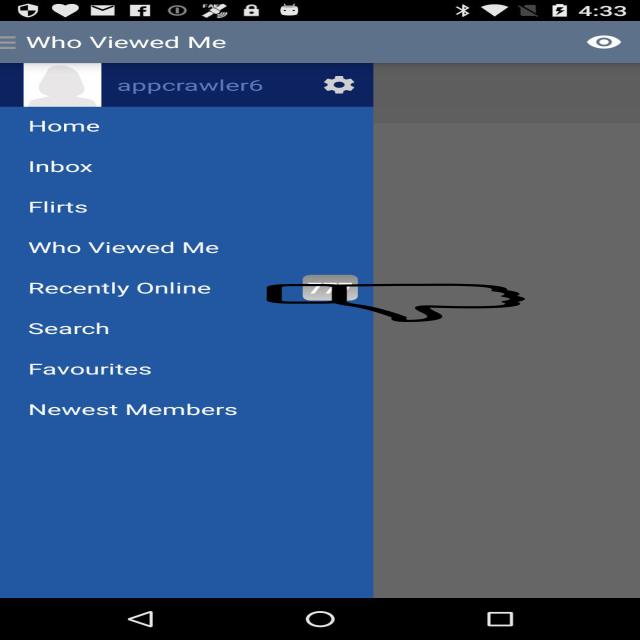 4:33
Who Viewed Me
appcrawler6
Home
Inbox
Flirts
Who Viewed Me
Recently Online
Search
Favourites
Newest Members